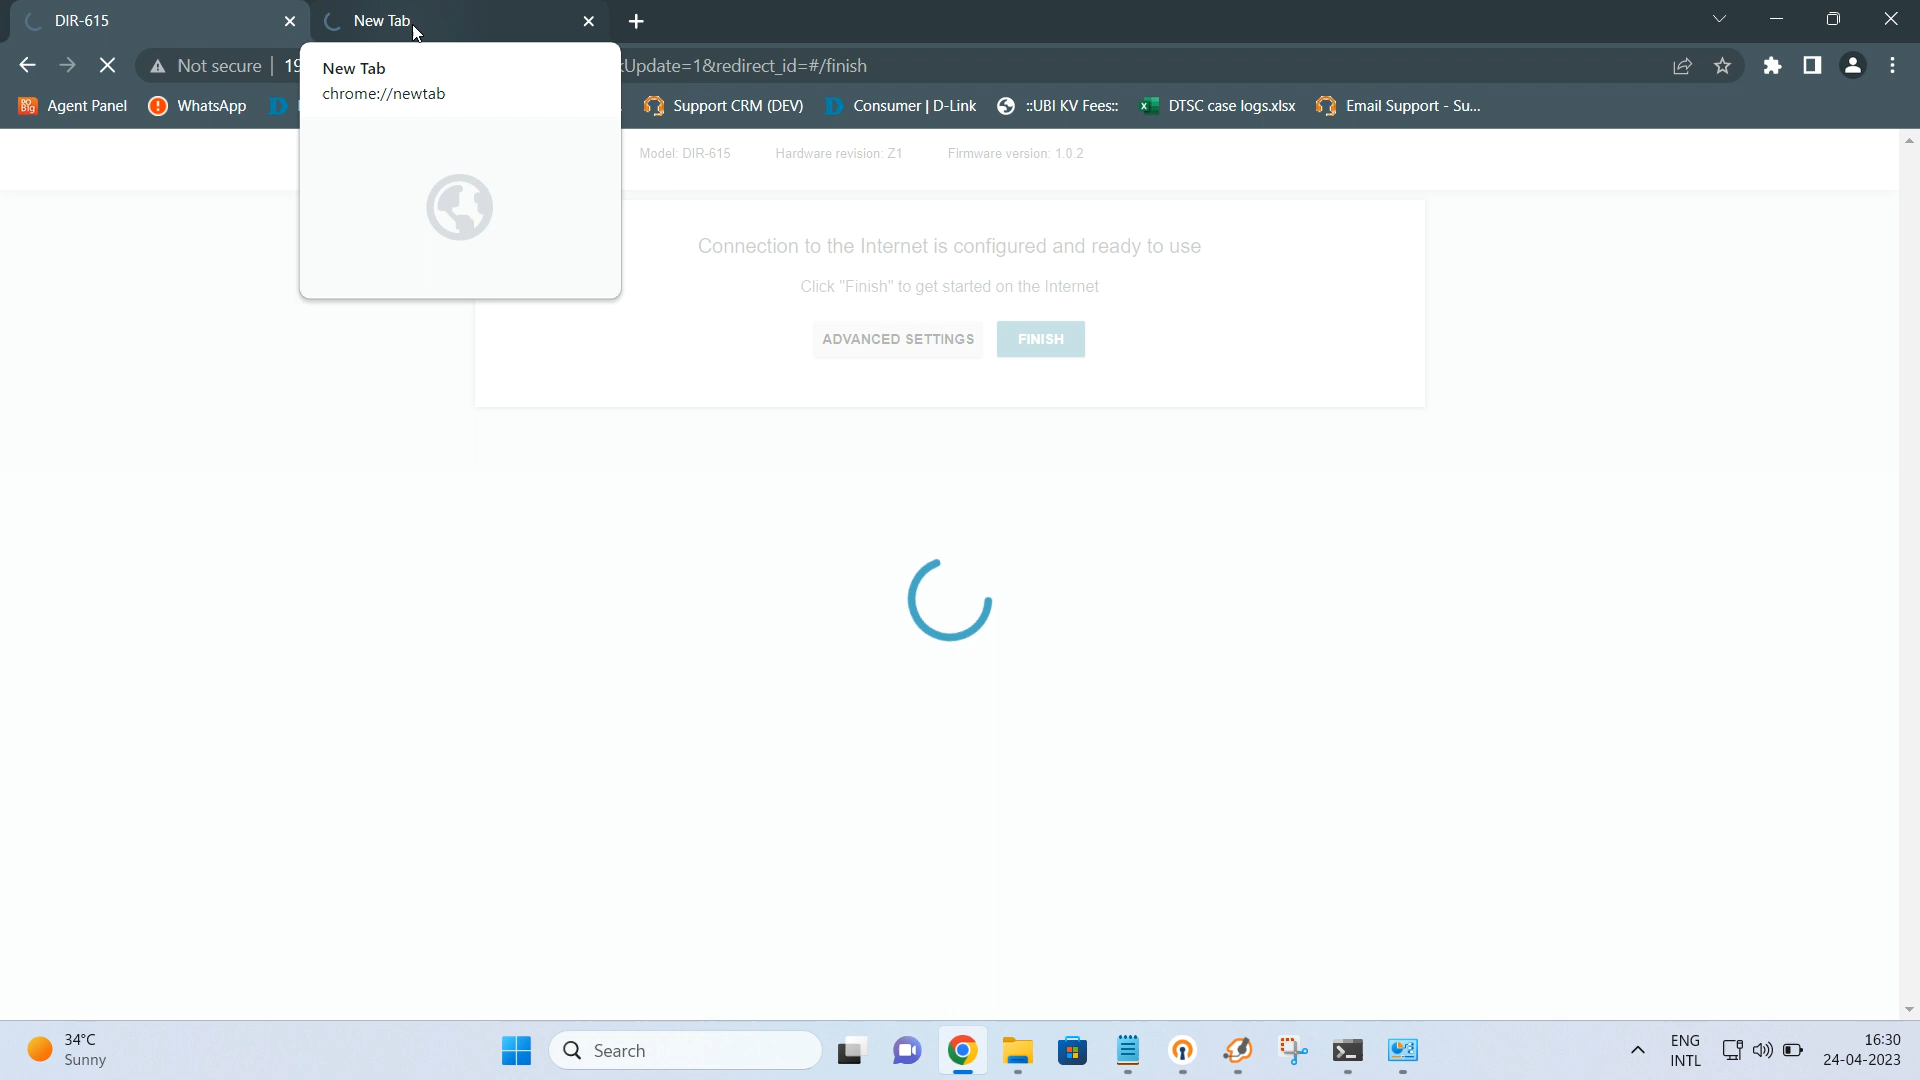 DIR-615
New Tab
Not secure
Update=1&redirect_id=#/finish
New Tab
chrome://newtab
Agent Panel
WhatsApp
Support CRM (DEV)
Consumer | D-Link
::UBI KV Fees::
DTSC case logs.xlsx
Email Support - Su...
Model: DIR-615
Hardware revision: Z1
Firmware version: 1.0.2
Connection to the Internet is configured and ready to use
Click "Finish" to get started on the Internet
ADVANCED SETTINGS
FINISH
34°C
Sunny
Search
ENG
INTL
16:30
24-04-2023